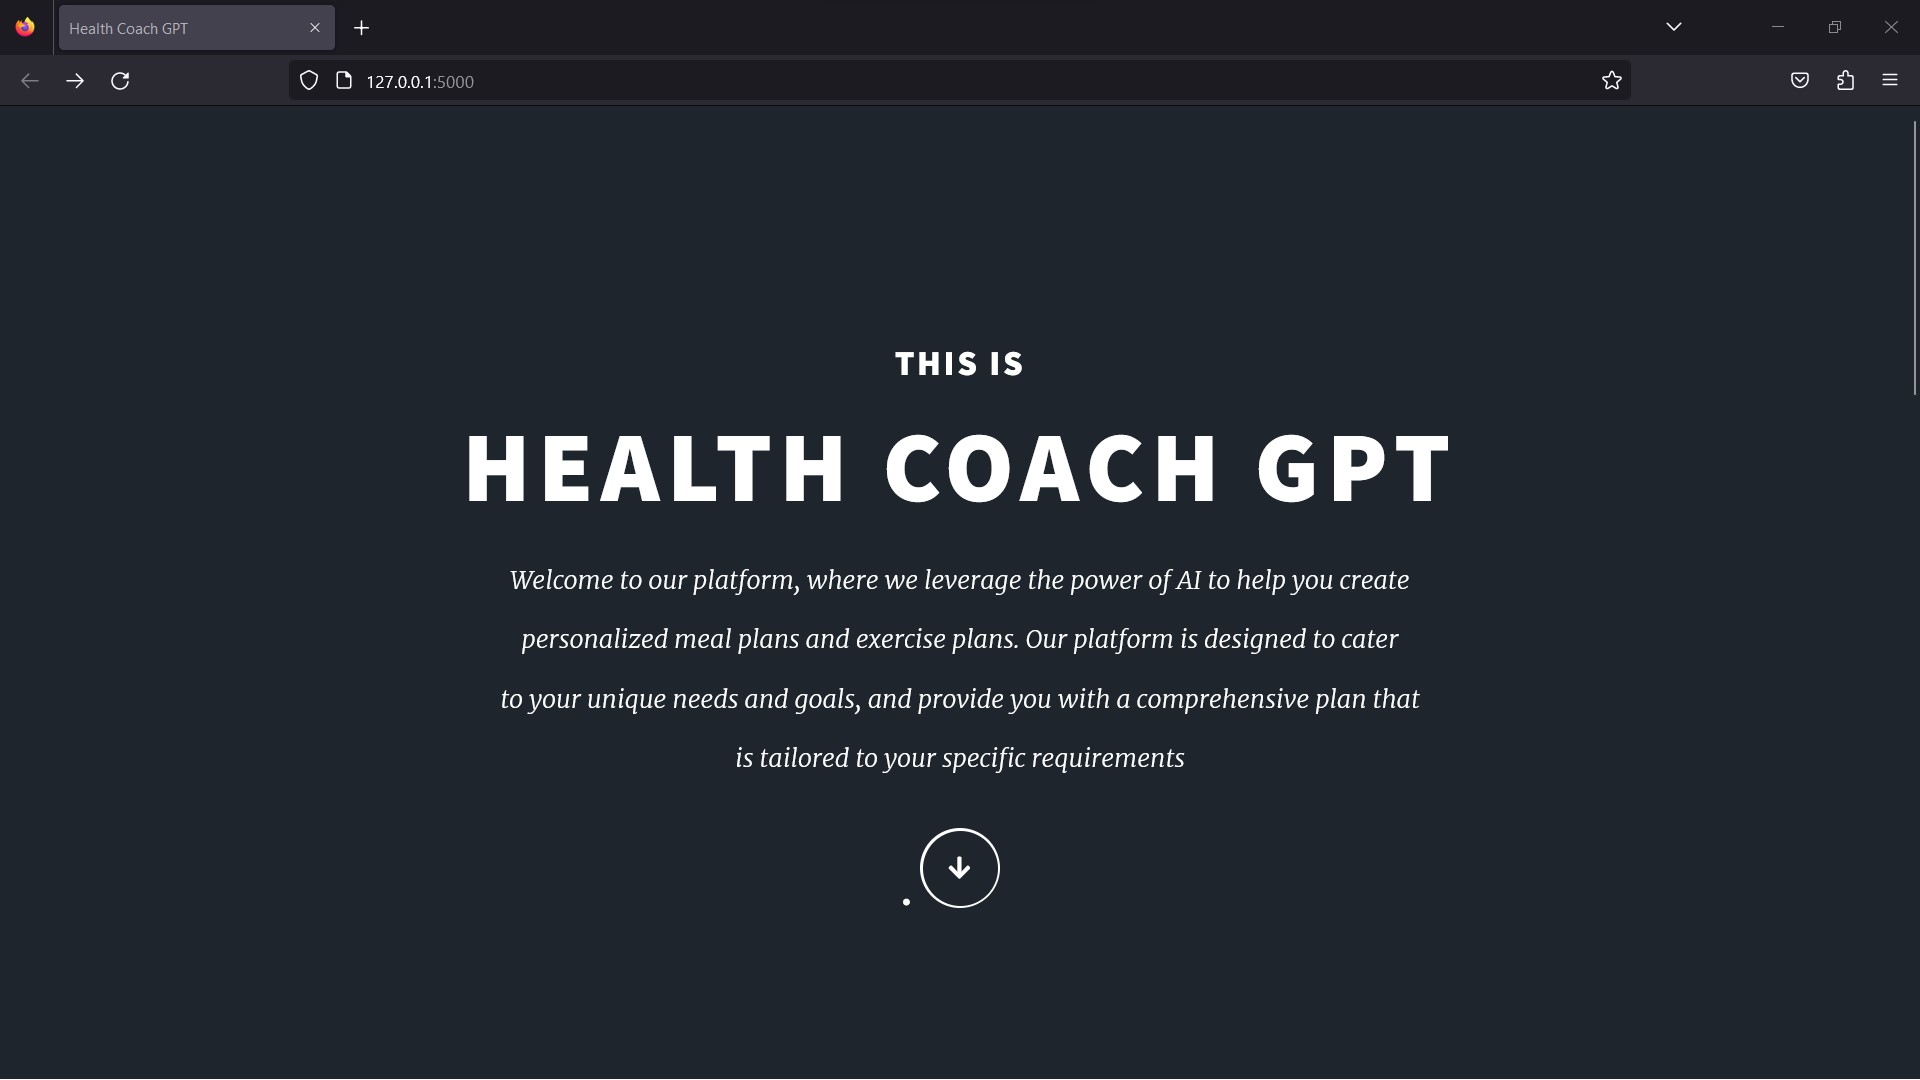 Health Coach GPT
127.0.0.1:5000
THIS IS
HEALTH COACH GPT
Welcome to our platform, where we leverage the power of AI to help you create
personalized meal plans and exercise plans. Our platform is designed to cater
to your unique needs and goals, and provide you with a comprehensive plan that
is tailored to your specific requirements